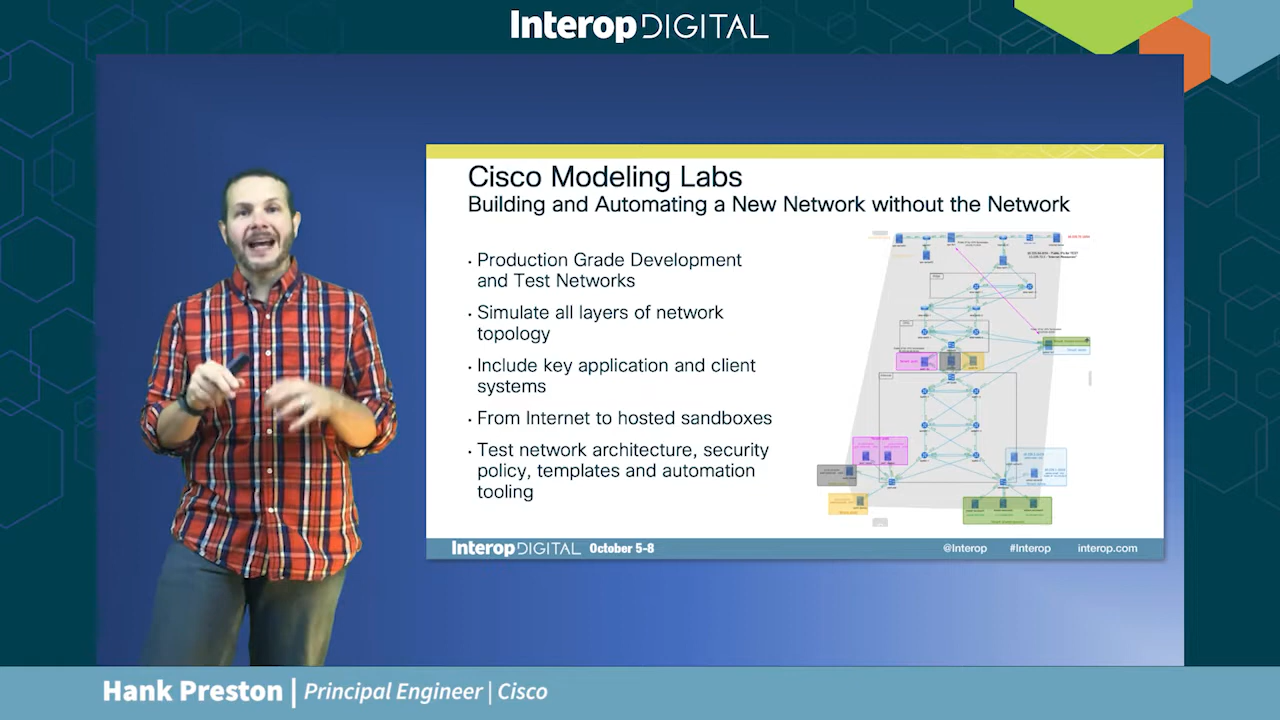 Interop DIGITAL
Cisco Modeling Labs
Building and Automating a New Network without the Network
· Production Grade Development
and Test Networks
· Simulate all layers of network
topology
· Include key application and client
systems
· From Internet to hosted sandboxes
· Test network architecture, security
policy, templates and automation
tooling
Interop DIGITAL October 5-8
@Interop #Interop interop.com
Hank Preston | Principal Engineer | Cisco